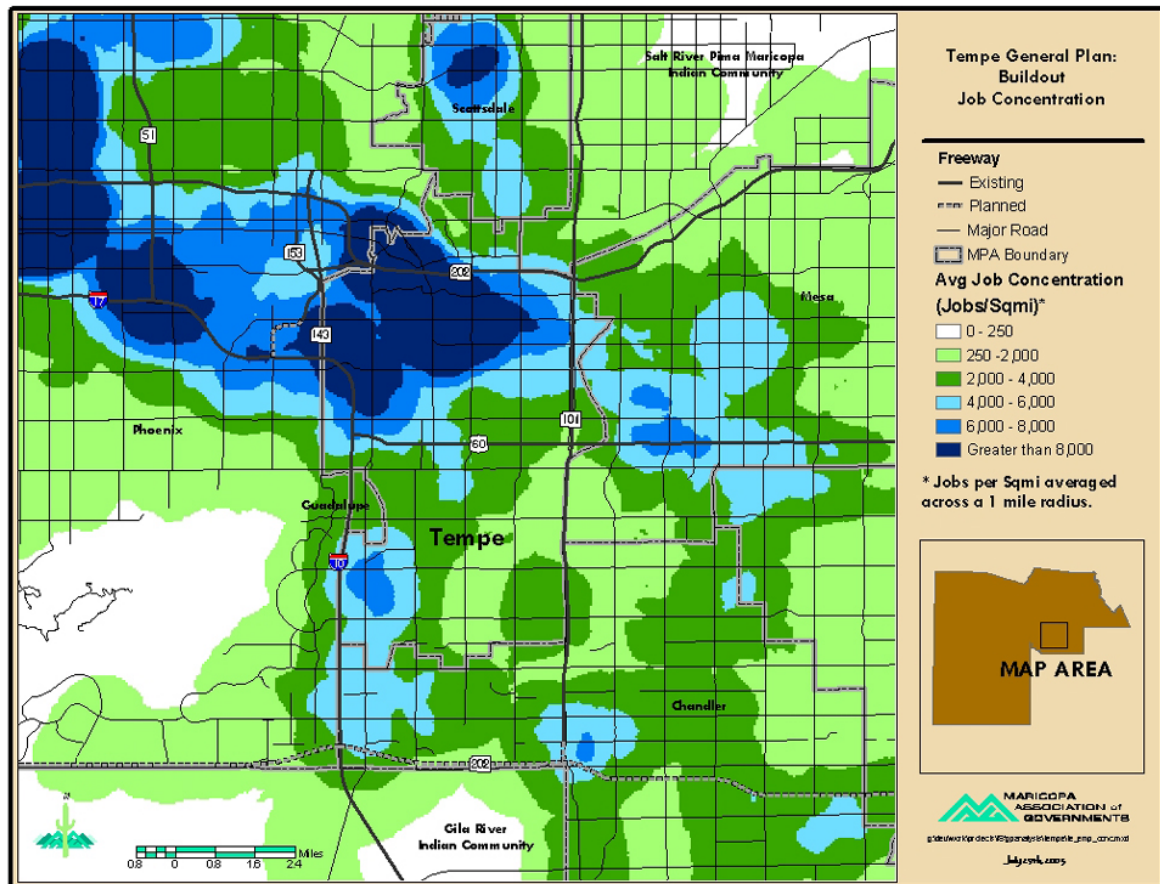 Tempe General Plan:
Buildout
Job Concentration
Freeway
Existing
Planned
Major Road
MPA Boundary
Avg Job Concentration
(Jobs/Sqmi)*
0 - 250
250 -2,000
2,000 - 4,000
4,000 - 6,000
6,000 - 8,000
Greater than 8,000
* Jobs per Sqmi averaged
across a 1 mile radius.
MAP AREA
MARICOPA
ASSOCIATION of
GOVERNMENTS
July 25th, 2005
Salt River Pima Maricopa
Indian Community
Scottsdale
51
153
202
17
143
Mesa
Phoenix
101
60
Guadalupe
Tempe
10
Chandler
202
Gila River
Indian Community
N
Miles
0.8 0 0.8 1.6 2.4